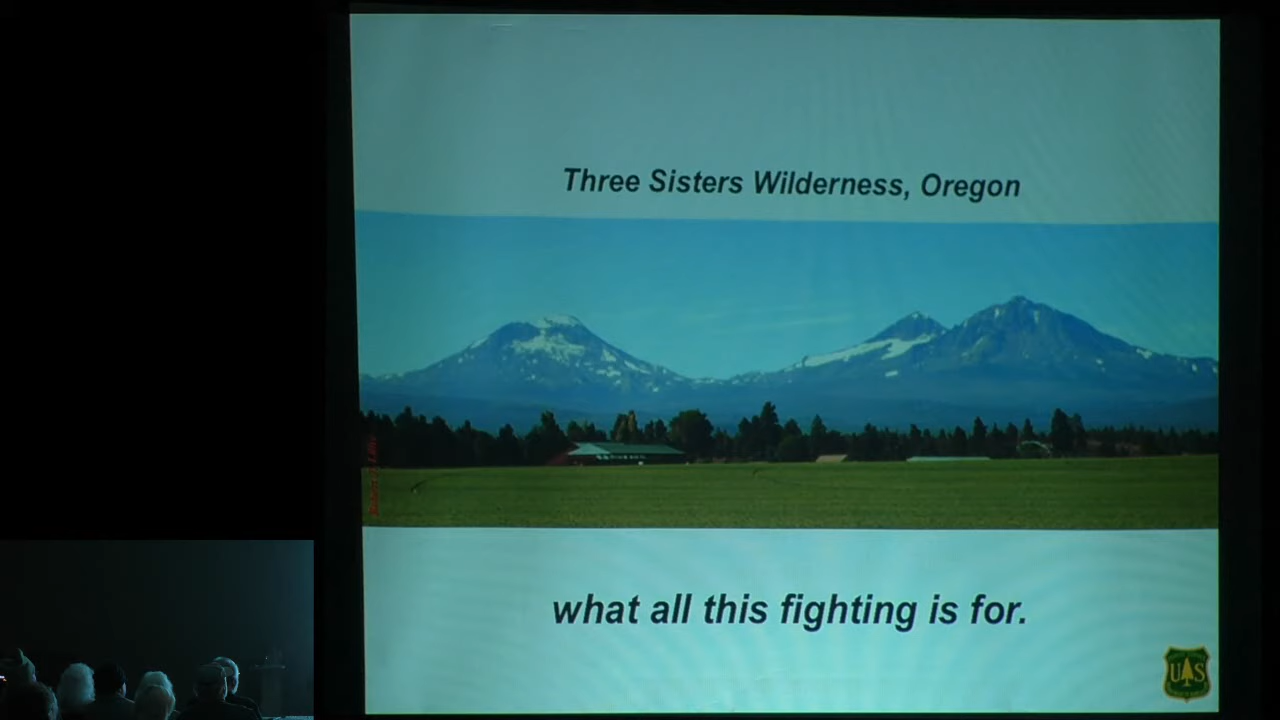 Three Sisters Wilderness, Oregon
what all this fighting is for.
U S